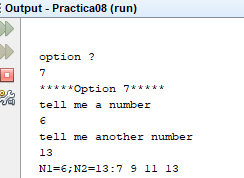 Output - Practica08 (run)
option ?
7
*****Option 7*****
tell me a number
6
tell me another number
13
N1=6;N2=13:7 9 11 13